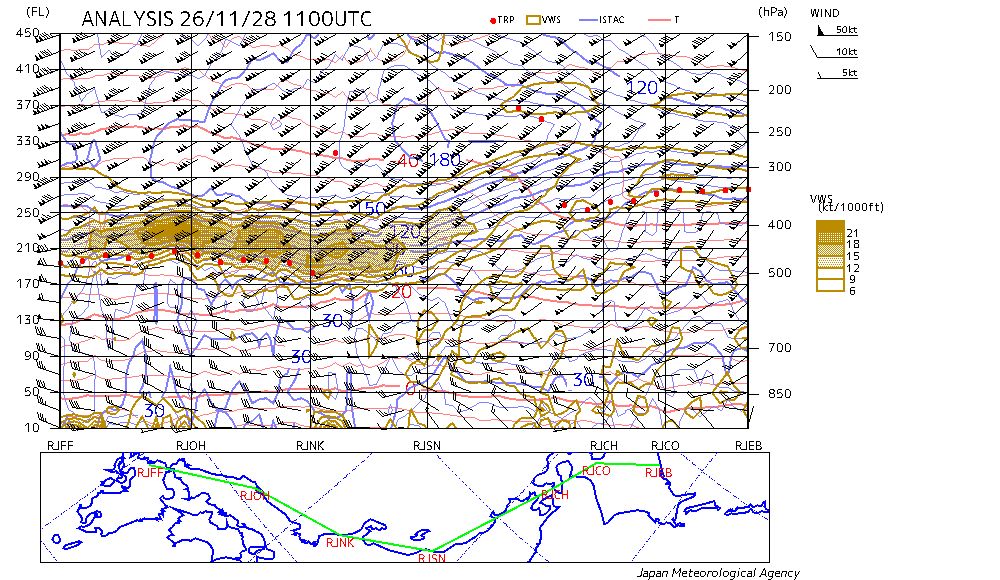 (FL)
ANALYSIS 26/11/28 1100UTC
TRP VWS ISTAC T
(hPa)
WIND
450
150
50kt
10kt
410
5kt
200
120
370
250
330
40 180
300
290
VWS
(kt/1000ft)
50
250
400
120
21
210
18
15
500
12
170
20
9
6
130
30
700
90
30
50
0
30
850
30
10
RJFF RJOH RJNK RJSN RJCH RJCO RJEB
RJFF
RJOH
RJNK
RJSN
RJCH
RJCO
RJEB
Japan Meteorological Agency